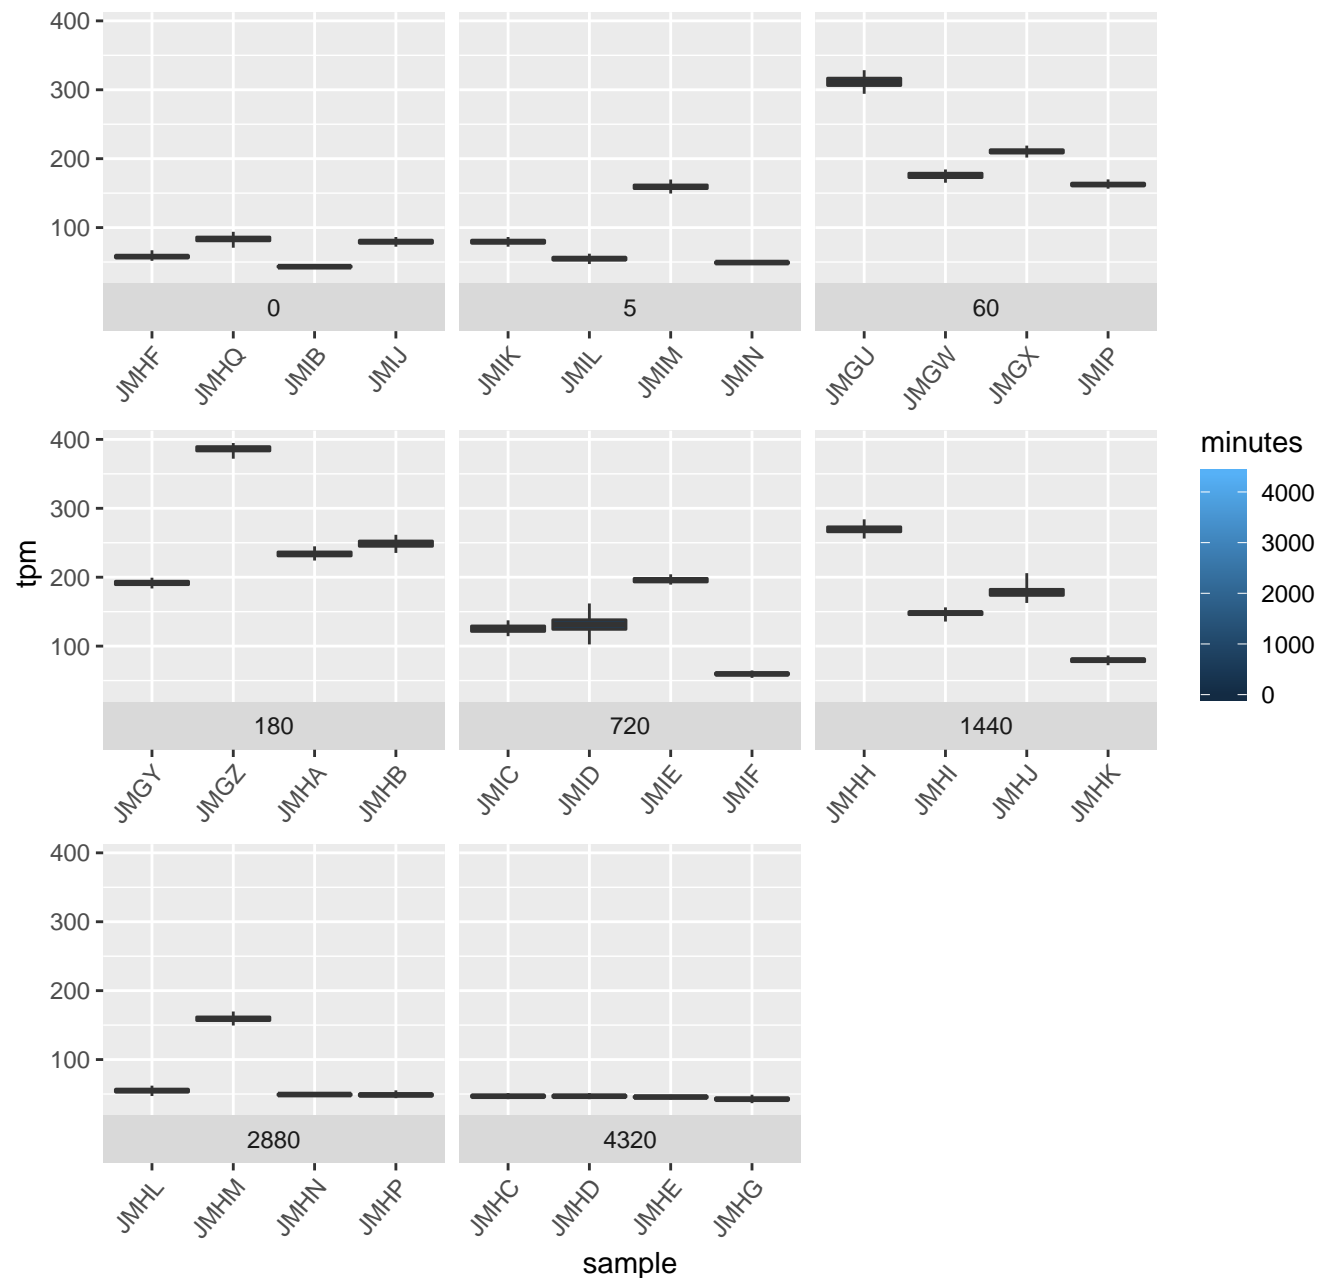 400
300
200
100
0
5
60
JMHF
JMHQ
JMIB
JMIJ
JMIK
JMIL
JMIM
JMIN
JMGU
JMGW
JMGX
JMIP
tpm
400
300
200
100
180
720
1440
JMGY
JMGZ
JMHA
JMHB
JMIC
JMID
JMIE
JMIF
JMHH
JMHI
JMHJ
JMHK
minutes
4000
3000
2000
1000
0
400
300
200
100
2880
4320
JMHL
JMHM
JMHN
JMHP
JMHC
JMHD
JMHE
JMHG
sample